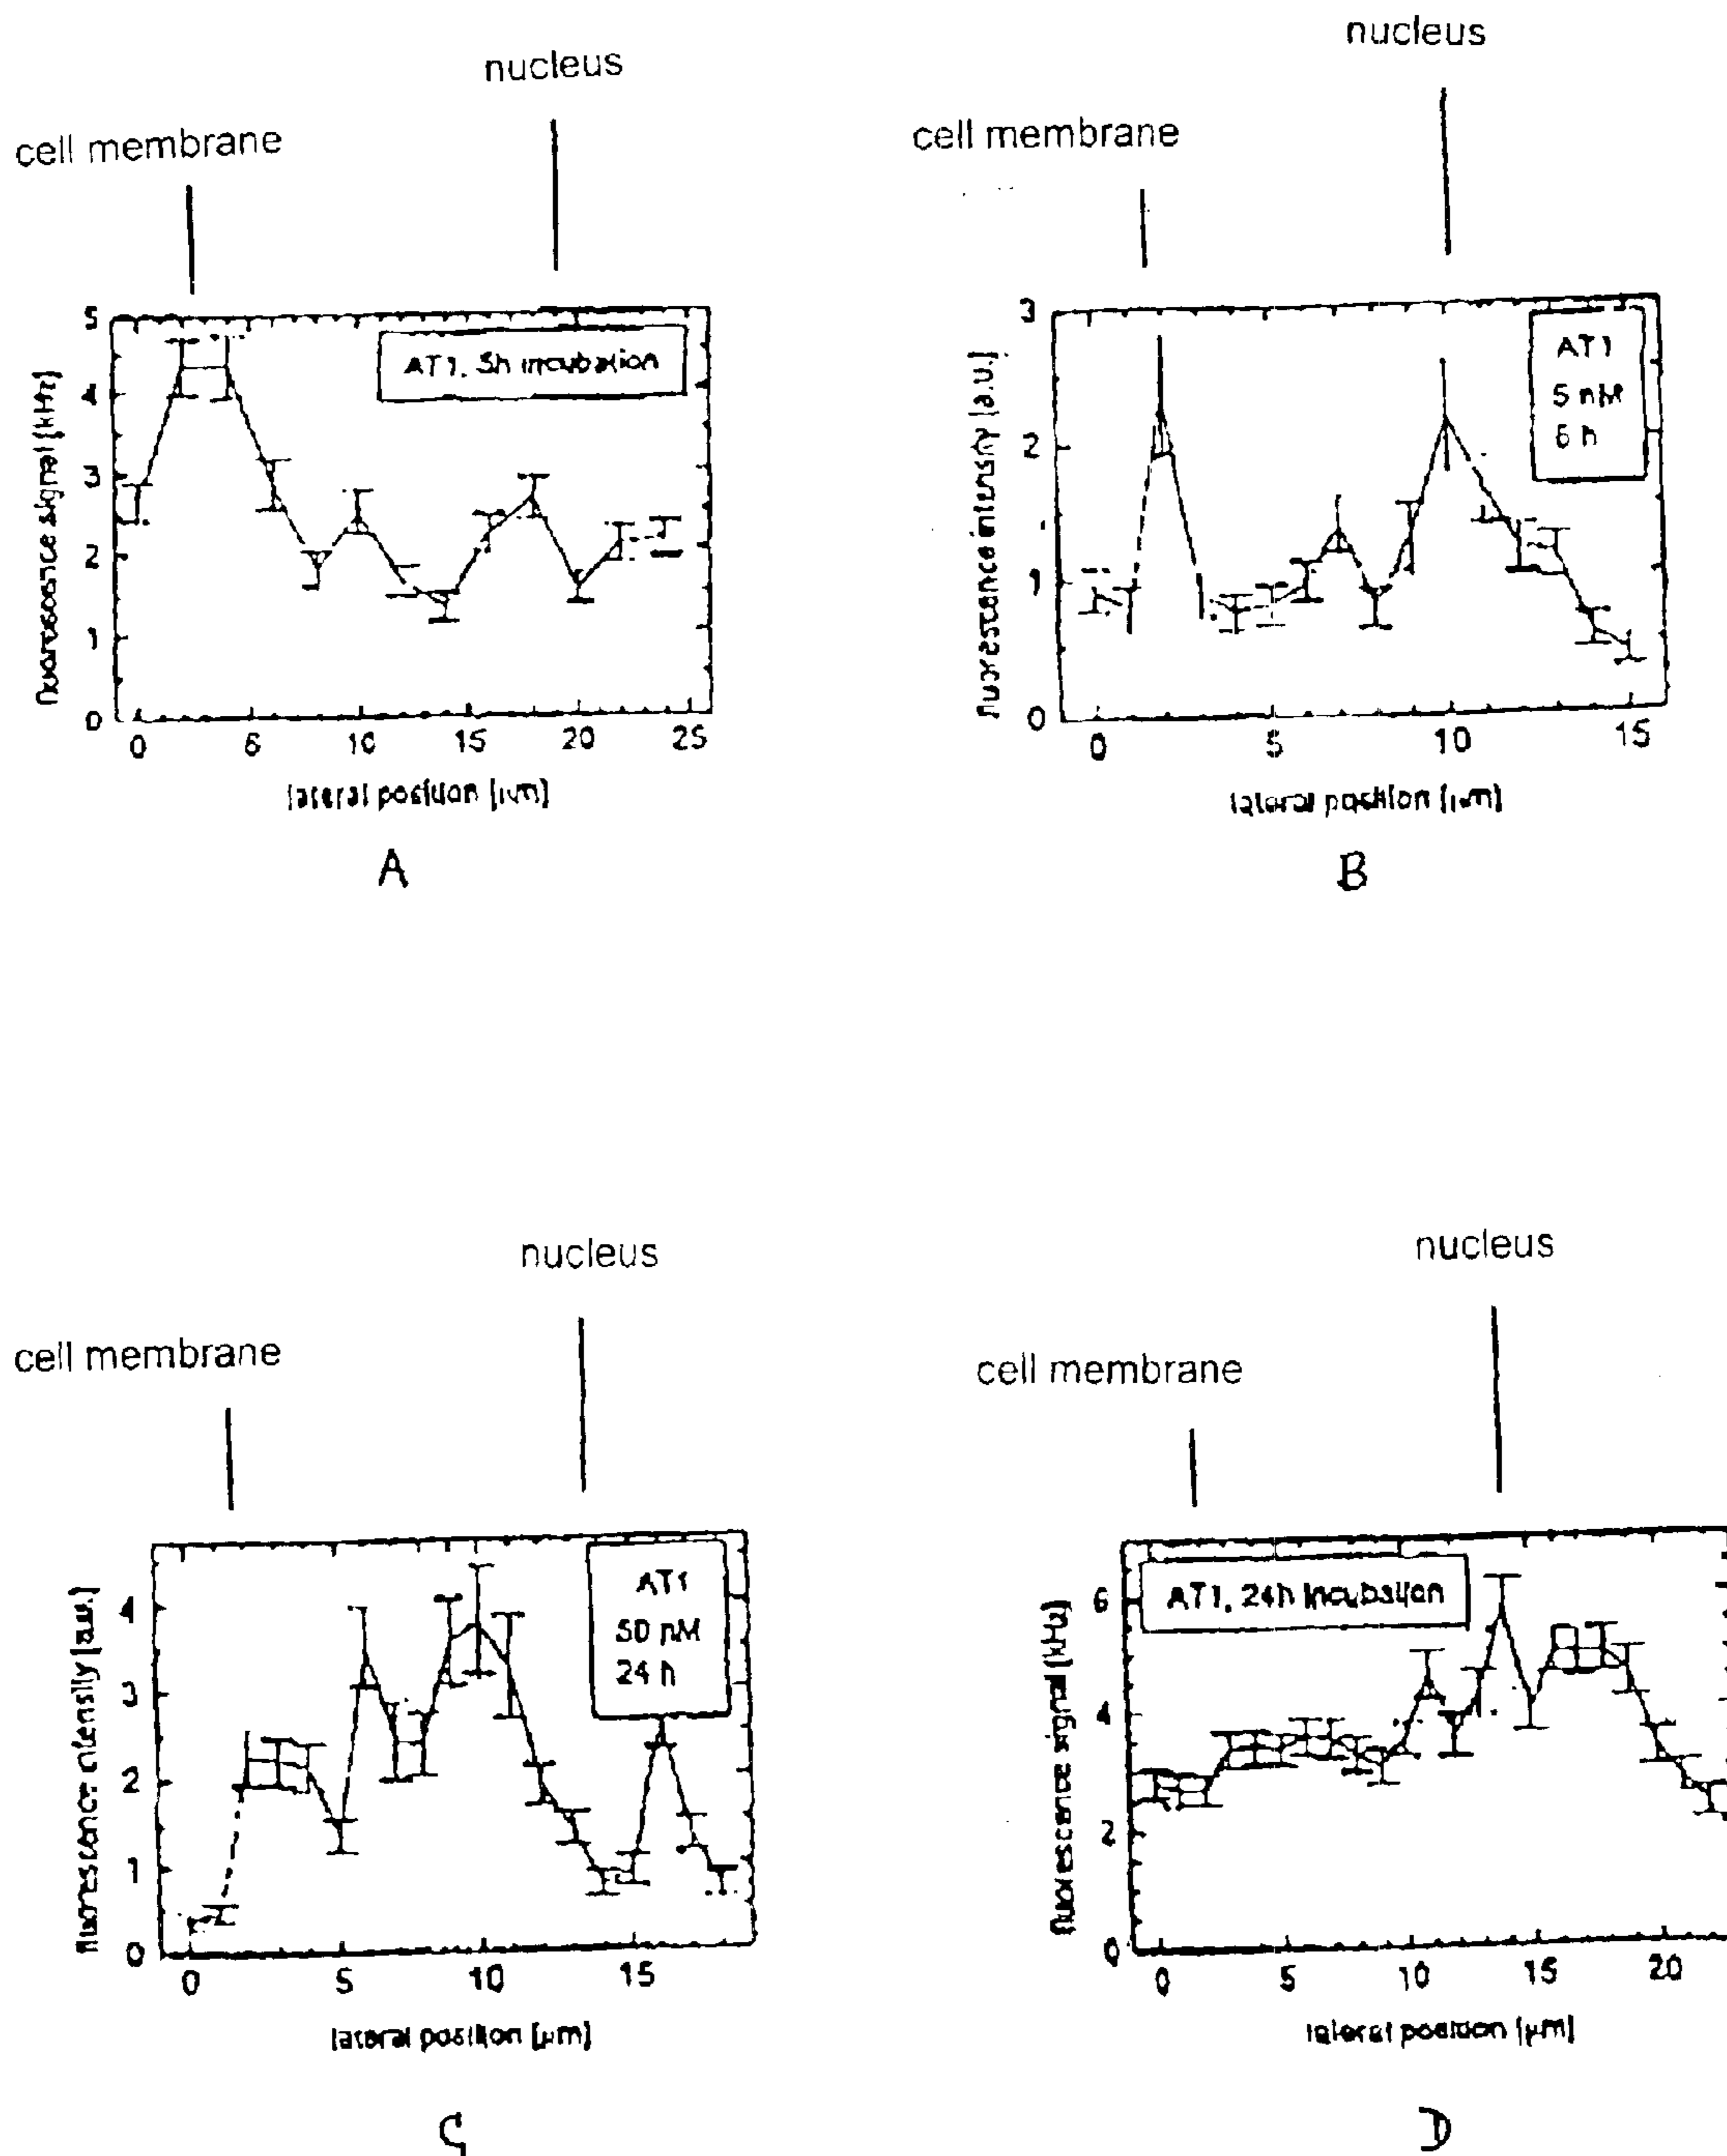 nucleus
cell membrane
5
4
3
2
1
0
fluorescence signal [kHz]
AT1, 5h incubation
0 5 10 15 20 25
lateral position [µm]
A
nucleus
cell membrane
3
2
1
0
fluorescence intensity [a.u.]
AT1
5 nM
0 5 10 15
lateral position [µm]
B
nucleus
cell membrane
4
3
2
1
0
fluorescence intensity [a.u.]
AT1
50 nM
24 h
0 5 10 15
lateral position [µm]
C
nucleus
cell membrane
6
4
2
0
fluorescence signal [kHz]
AT1, 24h incubation
0 5 10 15 20
lateral position [µm]
D